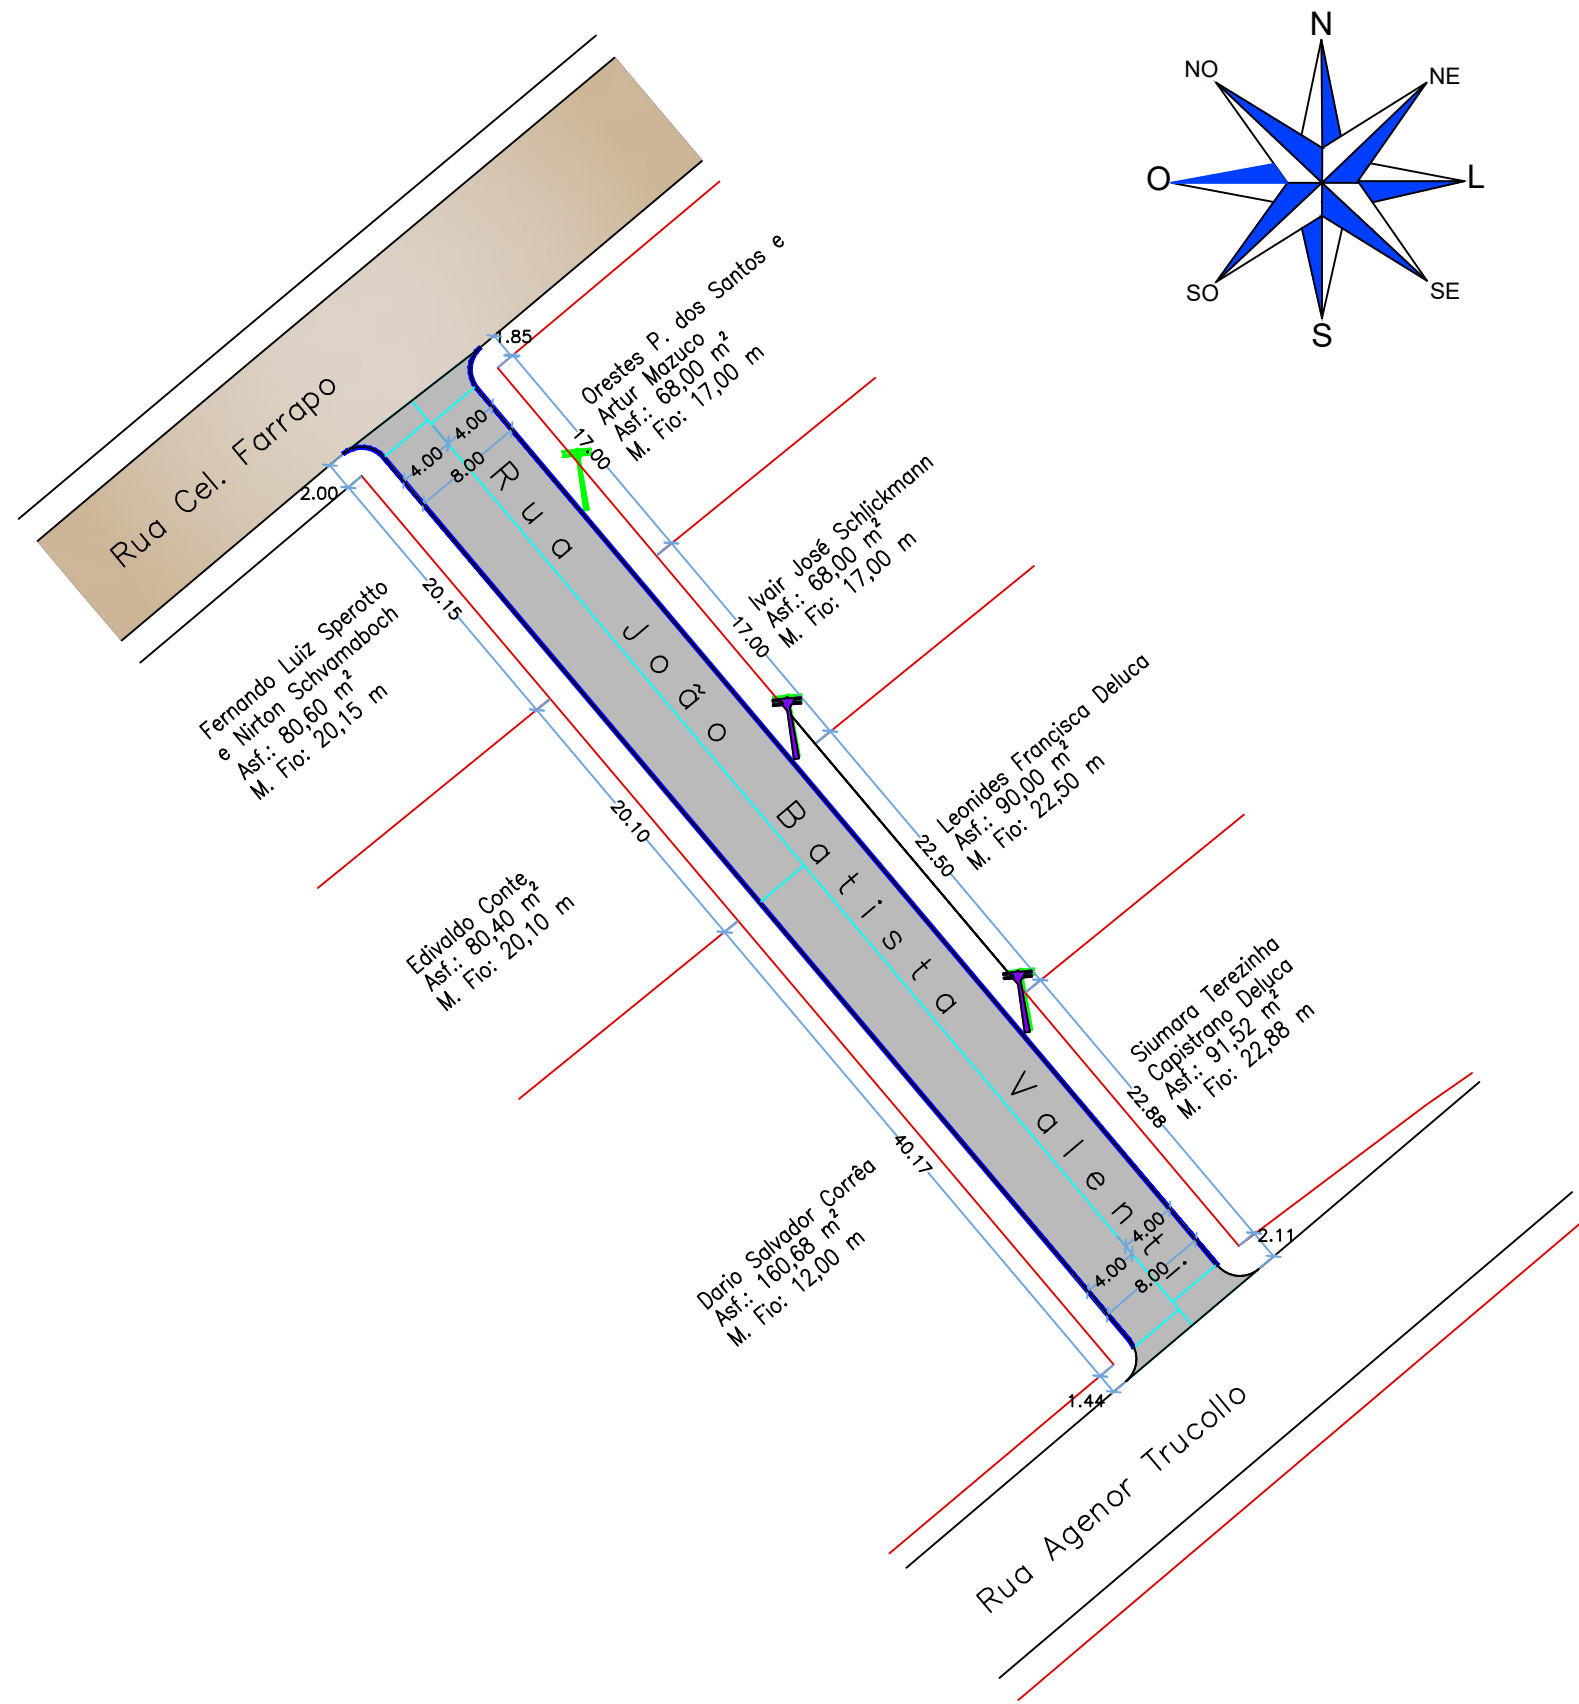 N
NO
NE
O
L
SO
SE
S
Rua Cel. Farrapo
1.85
Orestes P. dos Santos e
Artur Mazuco
Asf.: 68,00 m²
M. Fio: 17,00 m
17.00
4.00
4.00
8.00
2.00
Rua João Batista Valenti.
Ivair José Schlickmann
Asf.: 68,00 m²
M. Fio: 17,00 m
17.00
Fernando Luiz Sperotto
e Nirton Schvamaboch
Asf.: 80,60 m²
M. Fio: 20,15 m
20.15
Leonides Francisca Deluca
Asf.: 90,00 m²
M. Fio: 22,50 m
22.50
20.10
Edivaldo Conte
Asf.: 80,40 m²
M. Fio: 20,10 m
Siumara Terezinha
Capistrano Deluca
Asf.: 91,52 m²
M. Fio: 22,88 m
22.88
40.17
Dario Salvador Corrêa
Asf.: 160,68 m²
M. Fio: 12,00 m
4.00
4.00
8.00
2.11
1.44
Rua Agenor Trucollo